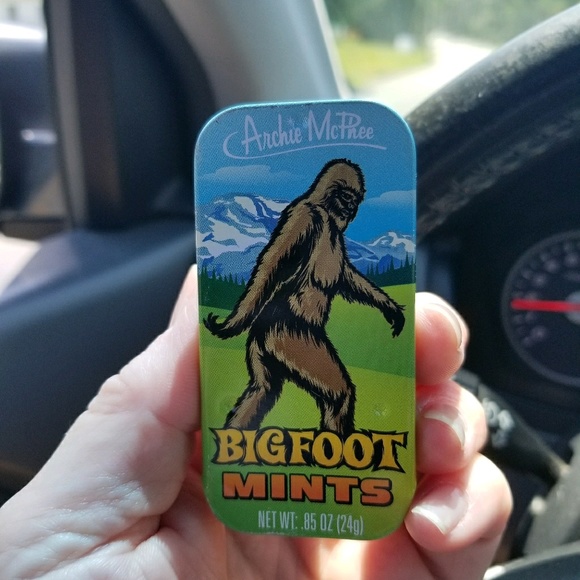 Archie McPhee
BIGFOOT
MINTS
NET WT: .85 OZ (24g)